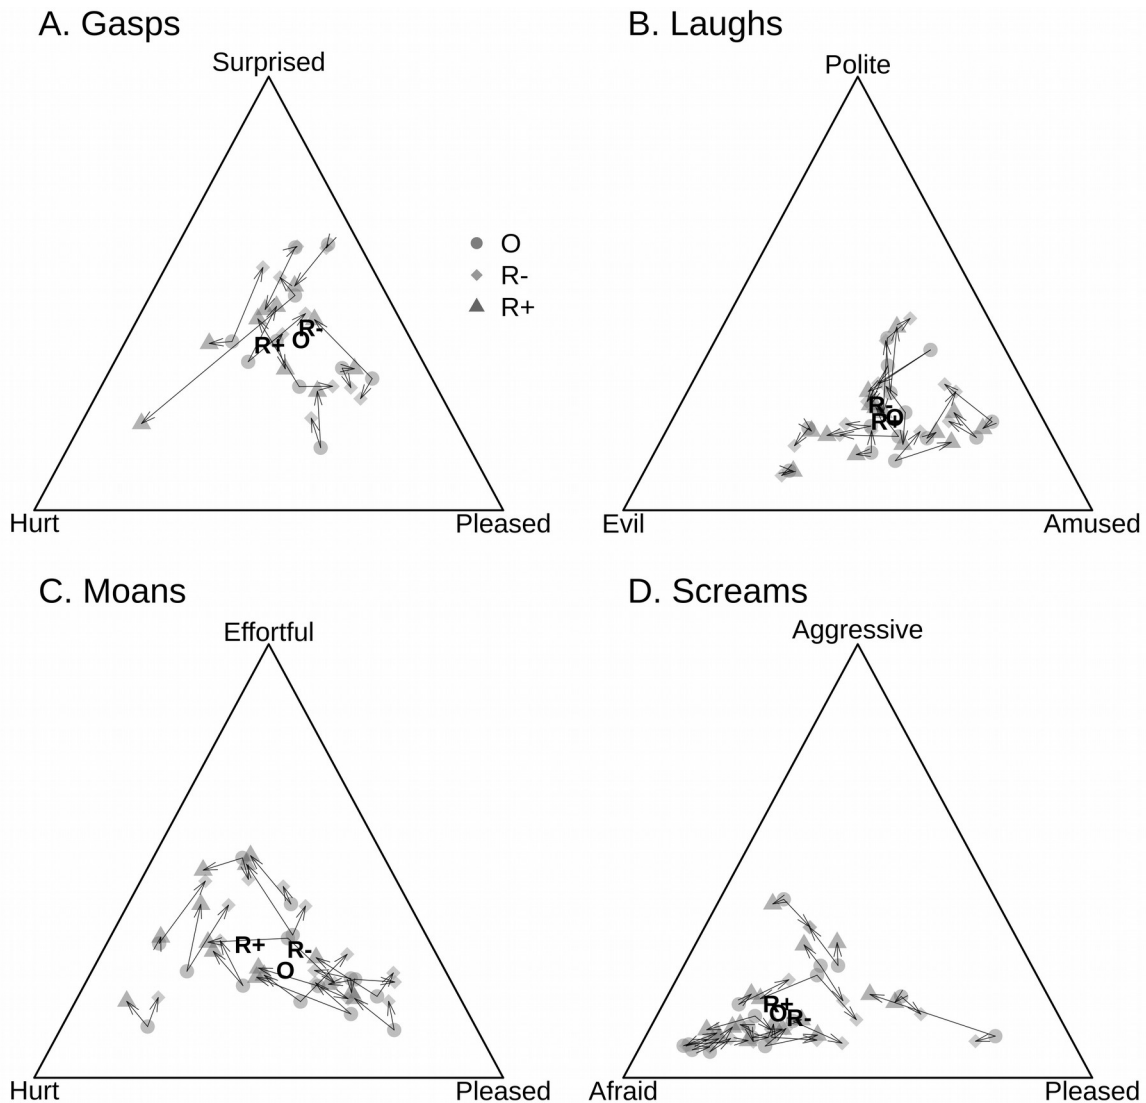 A. Gasps
B. Laughs
Surprised
Polite
O
R-
R+
R-
O
R+
R-
O
R+
Hurt
Pleased
Evil
Amused
C. Moans
D. Screams
Effortful
Aggressive
R+
R-
O
R+
O
R-
Hurt
Pleased
Afraid
Pleased